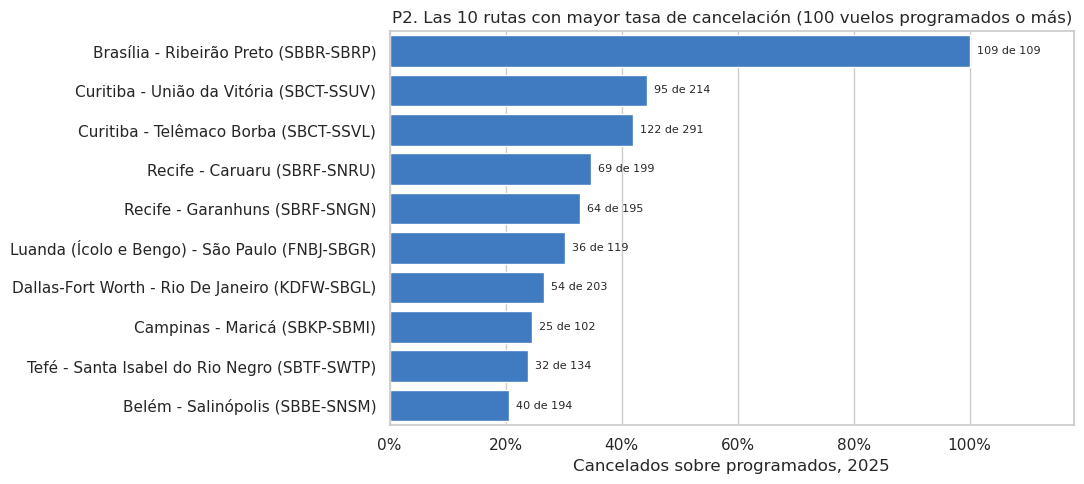 P2. Las 10 rutas con mayor tasa de cancelación (100 vuelos programados o más)
Brasília - Ribeirão Preto (SBBR-SBRP) 109 de 109
Curitiba - União da Vitória (SBCT-SSUV) 95 de 214
Curitiba - Telêmaco Borba (SBCT-SSVL) 122 de 291
Recife - Caruaru (SBRF-SNRU) 69 de 199
Recife - Garanhuns (SBRF-SNGN) 64 de 195
Luanda (Ícolo e Bengo) - São Paulo (FNBJ-SBGR) 36 de 119
Dallas-Fort Worth - Rio De Janeiro (KDFW-SBGL) 54 de 203
Campinas - Maricá (SBKP-SBMI) 25 de 102
Tefé - Santa Isabel do Rio Negro (SBTF-SWTP) 32 de 134
Belém - Salinópolis (SBBE-SNSM) 40 de 194
0% 20% 40% 60% 80% 100%
Cancelados sobre programados, 2025